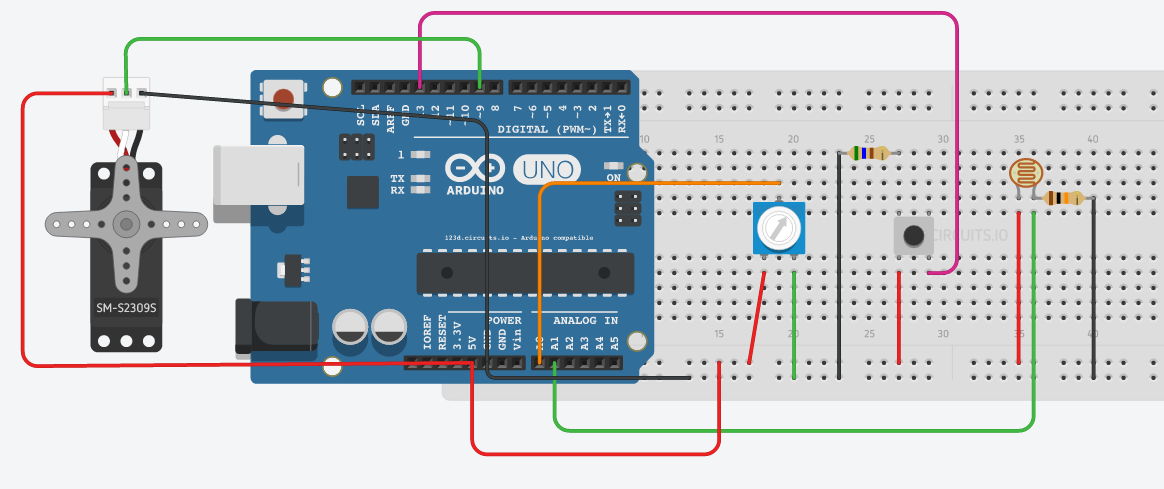 SCL
SDA
AREF
GND
13
12
~11
~10
~9
8
7
~6
~5
4
~3
2
TX→1
RX←0
DIGITAL (PWM~)
1
TX
RX
ARDUINO
UNO
ON
123d.circuits.io - Arduino compatible
SM-S2309S
IOREF
RESET
3.3V
5V
GND
GND
Vin
POWER
ANALOG IN
A0
A1
A2
A3
A4
A5
10
20
25
30
35
40
CIRCUITS.IO
15
20
25
30
35
40